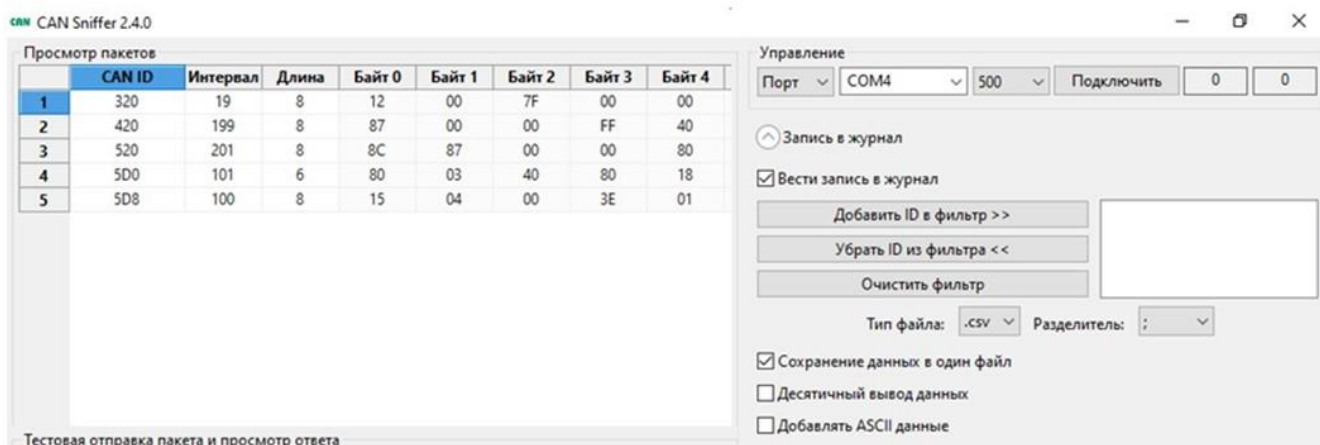 CAN CAN Sniffer 2.4.0
Просмотр пакетов
CAN ID Интервал Длина Байт 0 Байт 1 Байт 2 Байт 3 Байт 4
1 320 19 8 12 00 7F 00 00
2 420 199 8 87 00 00 FF 40
3 520 201 8 8C 87 00 00 80
4 5D0 101 6 80 03 40 80 18
5 5D8 100 8 15 04 00 3E 01
Управление
Порт COM4 500 Подключить 0 0
Запись в журнал
Вести запись в журнал
Добавить ID в фильтр >>
Убрать ID из фильтра <<
Очистить фильтр
Тип файла: .csv Разделитель: ;
Сохранение данных в один файл
Десятичный вывод данных
Добавлять ASCII данные
Тестовая отправка пакета и просмотр ответа